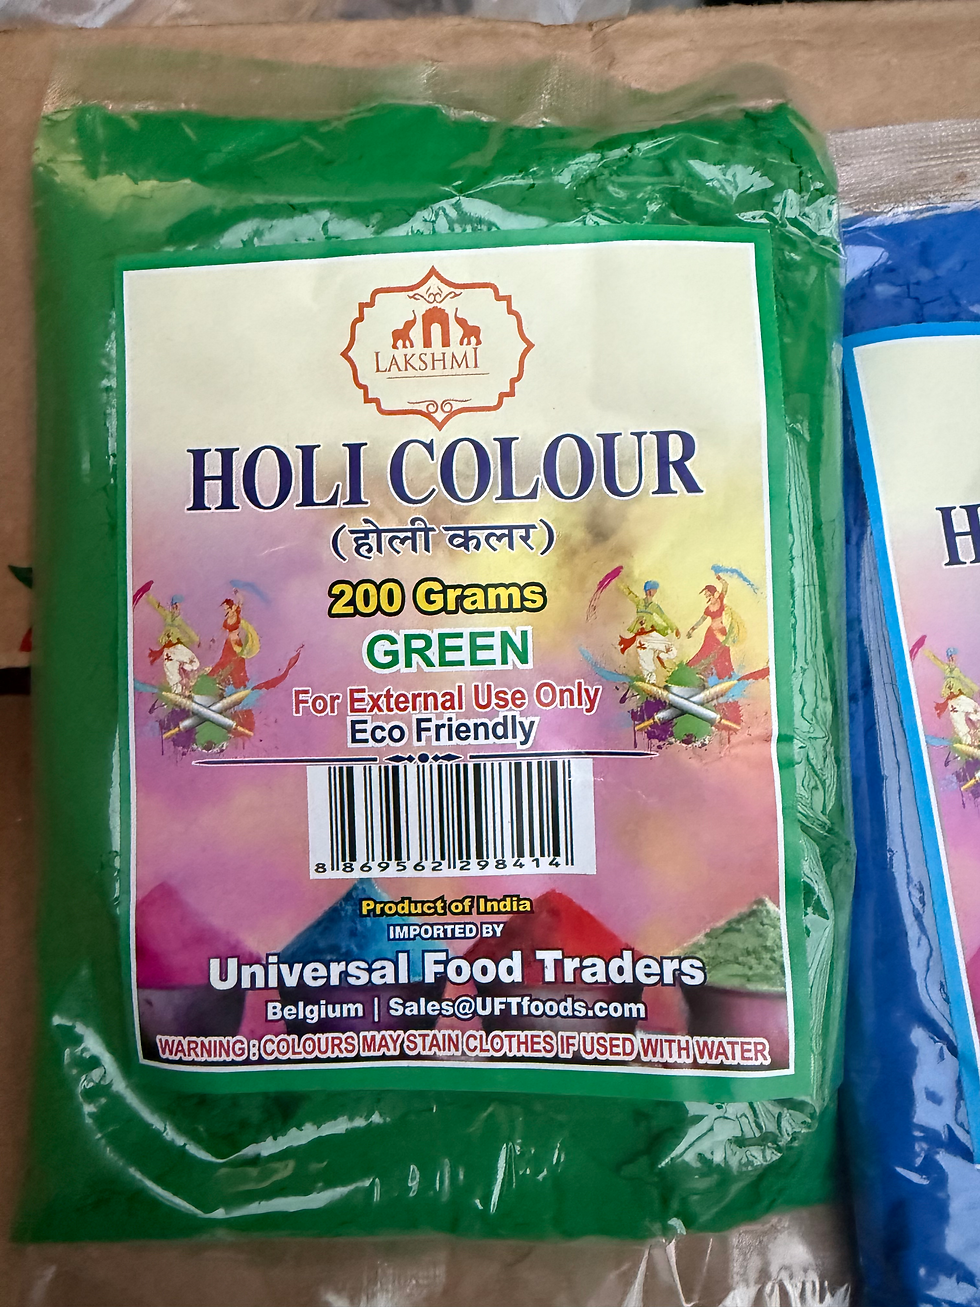 LAKSHMI
HOLI COLOUR
(होली कलर)
200 Grams
GREEN
For External Use Only
Eco Friendly
8 869562 298414
Product of India
IMPORTED BY
Universal Food Traders
Belgium | Sales@UFTfoods.com
WARNING : COLOURS MAY STAIN CLOTHES IF USED WITH WATER
H